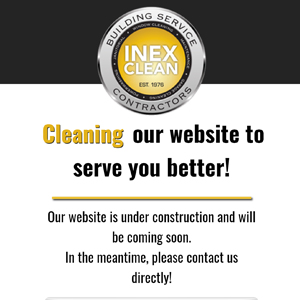 BUILDING SERVICE
INEX
CLEAN
EST. 1976
CONTRACTORS
Cleaning our website to
serve you better!
Our website is under construction and will
be coming soon.
In the meantime, please contact us
directly!